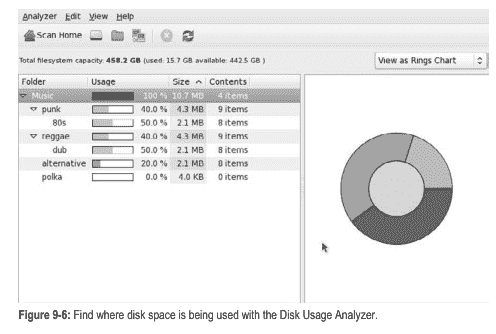 Analyzer Edit View Help
Scan Home
Total filesystem capacity: 458.2 GB (used: 15.7 GB available: 442.5 GB )
View as Rings Chart
Folder Usage Size Contents
Music 100 % 10.7 MB 4 items
punk 40.0 % 4.3 MB 9 items
80s 50.0 % 2.1 MB 8 items
reggae 40.0 % 4.3 MB 9 items
dub 50.0 % 2.1 MB 8 items
alternative 20.0 % 2.1 MB 8 items
polka 0.0 % 4.0 KB 0 items
Figure 9-6: Find where disk space is being used with the Disk Usage Analyzer.